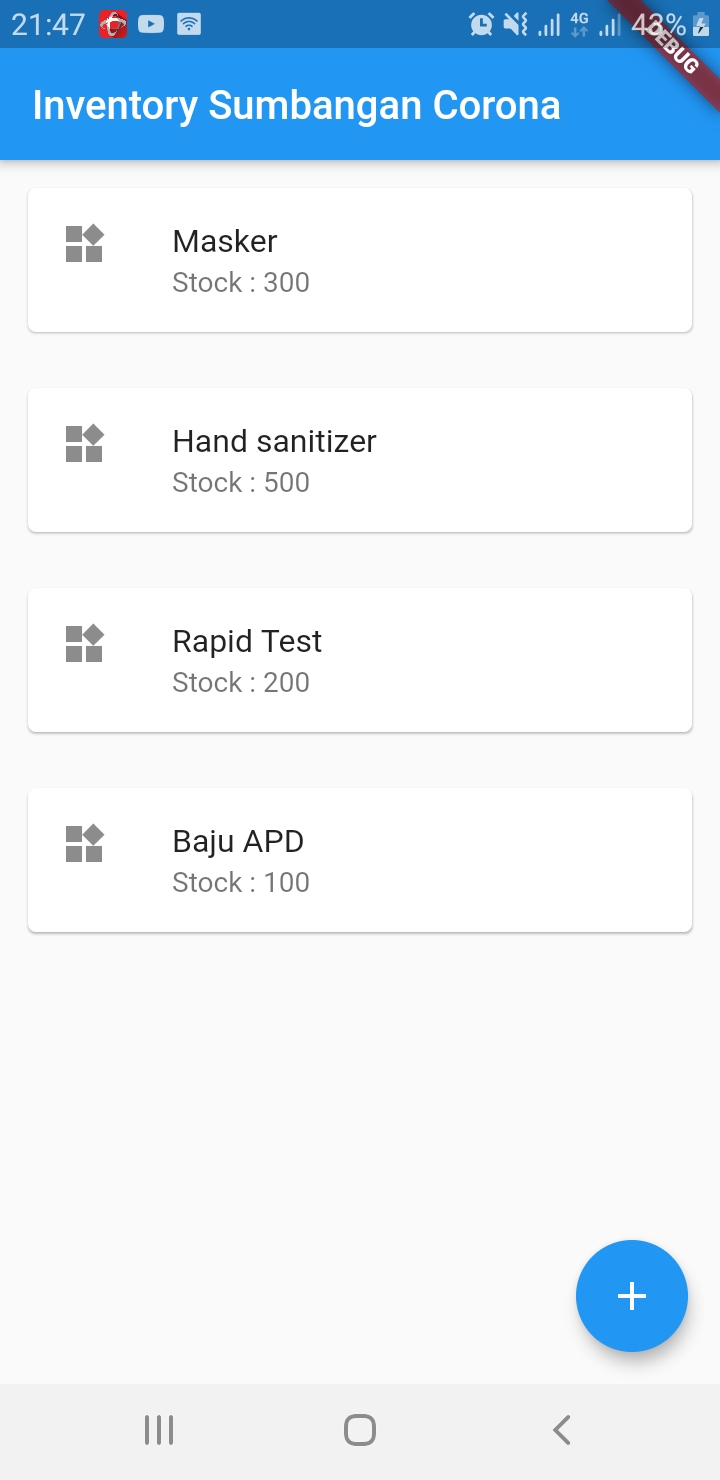 21:47
4G
43%
DEBUG
Inventory Sumbangan Corona
Masker
Stock : 300
Hand sanitizer
Stock : 500
Rapid Test
Stock : 200
Baju APD
Stock : 100